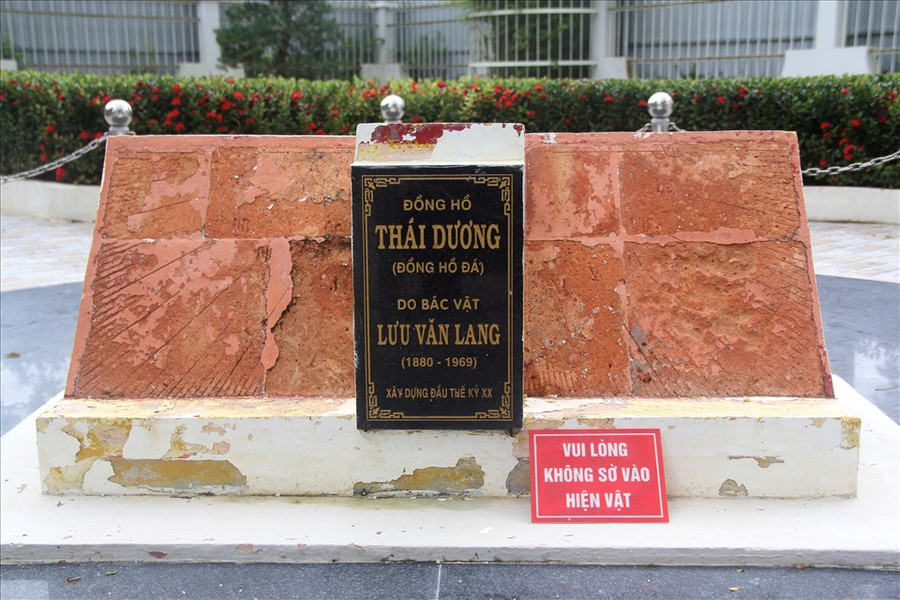 ĐỒNG HỒ
THÁI DƯƠNG
(ĐỒNG HỒ ĐÁ)
DO BÁC VẬT
LƯU VĂN LANG
(1880 - 1969)
XÂY DỰNG ĐẦU THẾ KỶ XX
VUI LÒNG
KHÔNG SỜ VÀO
HIỆN VẬT